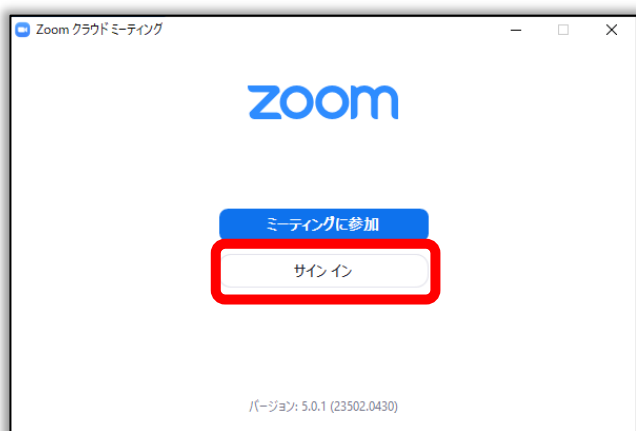 Zoom クラウド ミーティング
zoom
ミーティングに参加
サイン イン
バージョン: 5.0.1 (23502.0430)